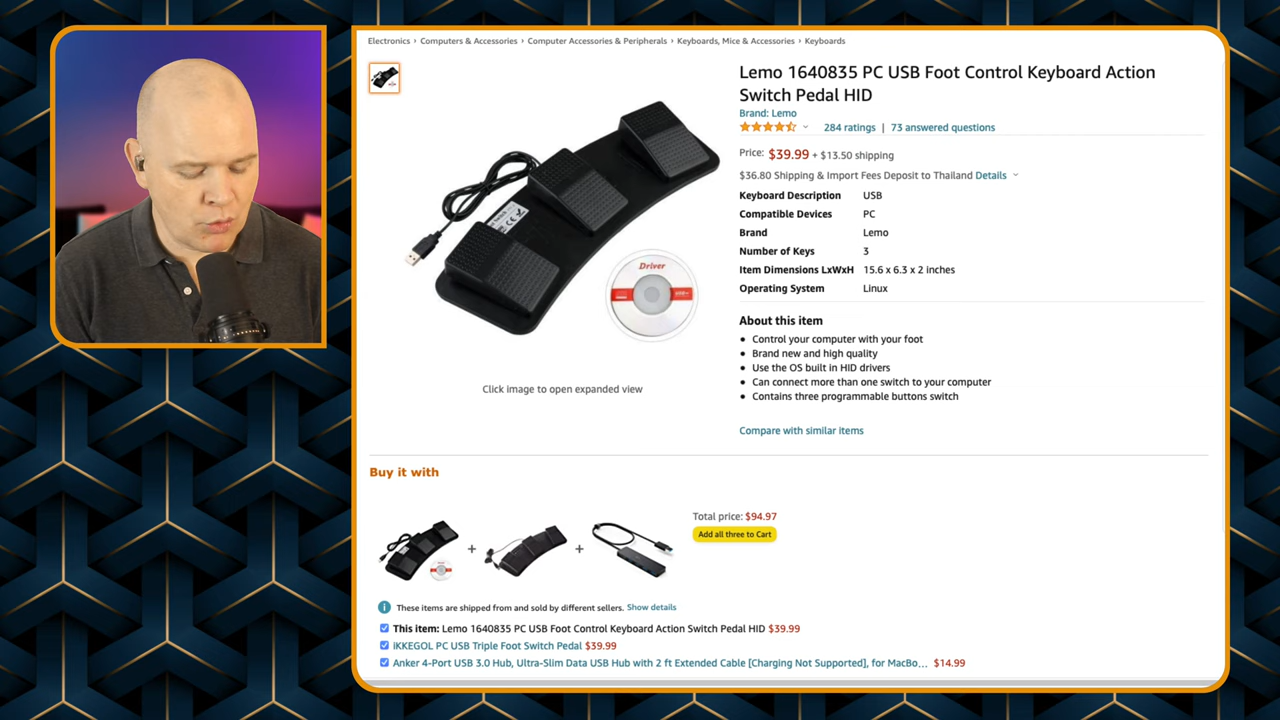 Electronics › Computers & Accessories › Computer Accessories & Peripherals › Keyboards, Mice & Accessories › Keyboards
Lemo 1640835 PC USB Foot Control Keyboard Action
Switch Pedal HID
Brand: Lemo
284 ratings | 73 answered questions
Price: $39.99 + $13.50 shipping
$36.80 Shipping & Import Fees Deposit to Thailand Details
Keyboard Description USB
Compatible Devices PC
Brand Lemo
Number of Keys 3
Item Dimensions LxWxH 15.6 x 6.3 x 2 inches
Operating System Linux
About this item
• Control your computer with your foot
• Brand new and high quality
• Use the OS built in HID drivers
• Can connect more than one switch to your computer
• Contains three programmable buttons switch
Compare with similar items
Driver
Click image to open expanded view
Buy it with
Total price: $94.97
Add all three to Cart
These items are shipped from and sold by different sellers. Show details
This item: Lemo 1640835 PC USB Foot Control Keyboard Action Switch Pedal HID $39.99
iKKEGOL PC USB Triple Foot Switch Pedal $39.99
Anker 4-Port USB 3.0 Hub, Ultra-Slim Data USB Hub with 2 ft Extended Cable [Charging Not Supported], for MacBo... $14.99